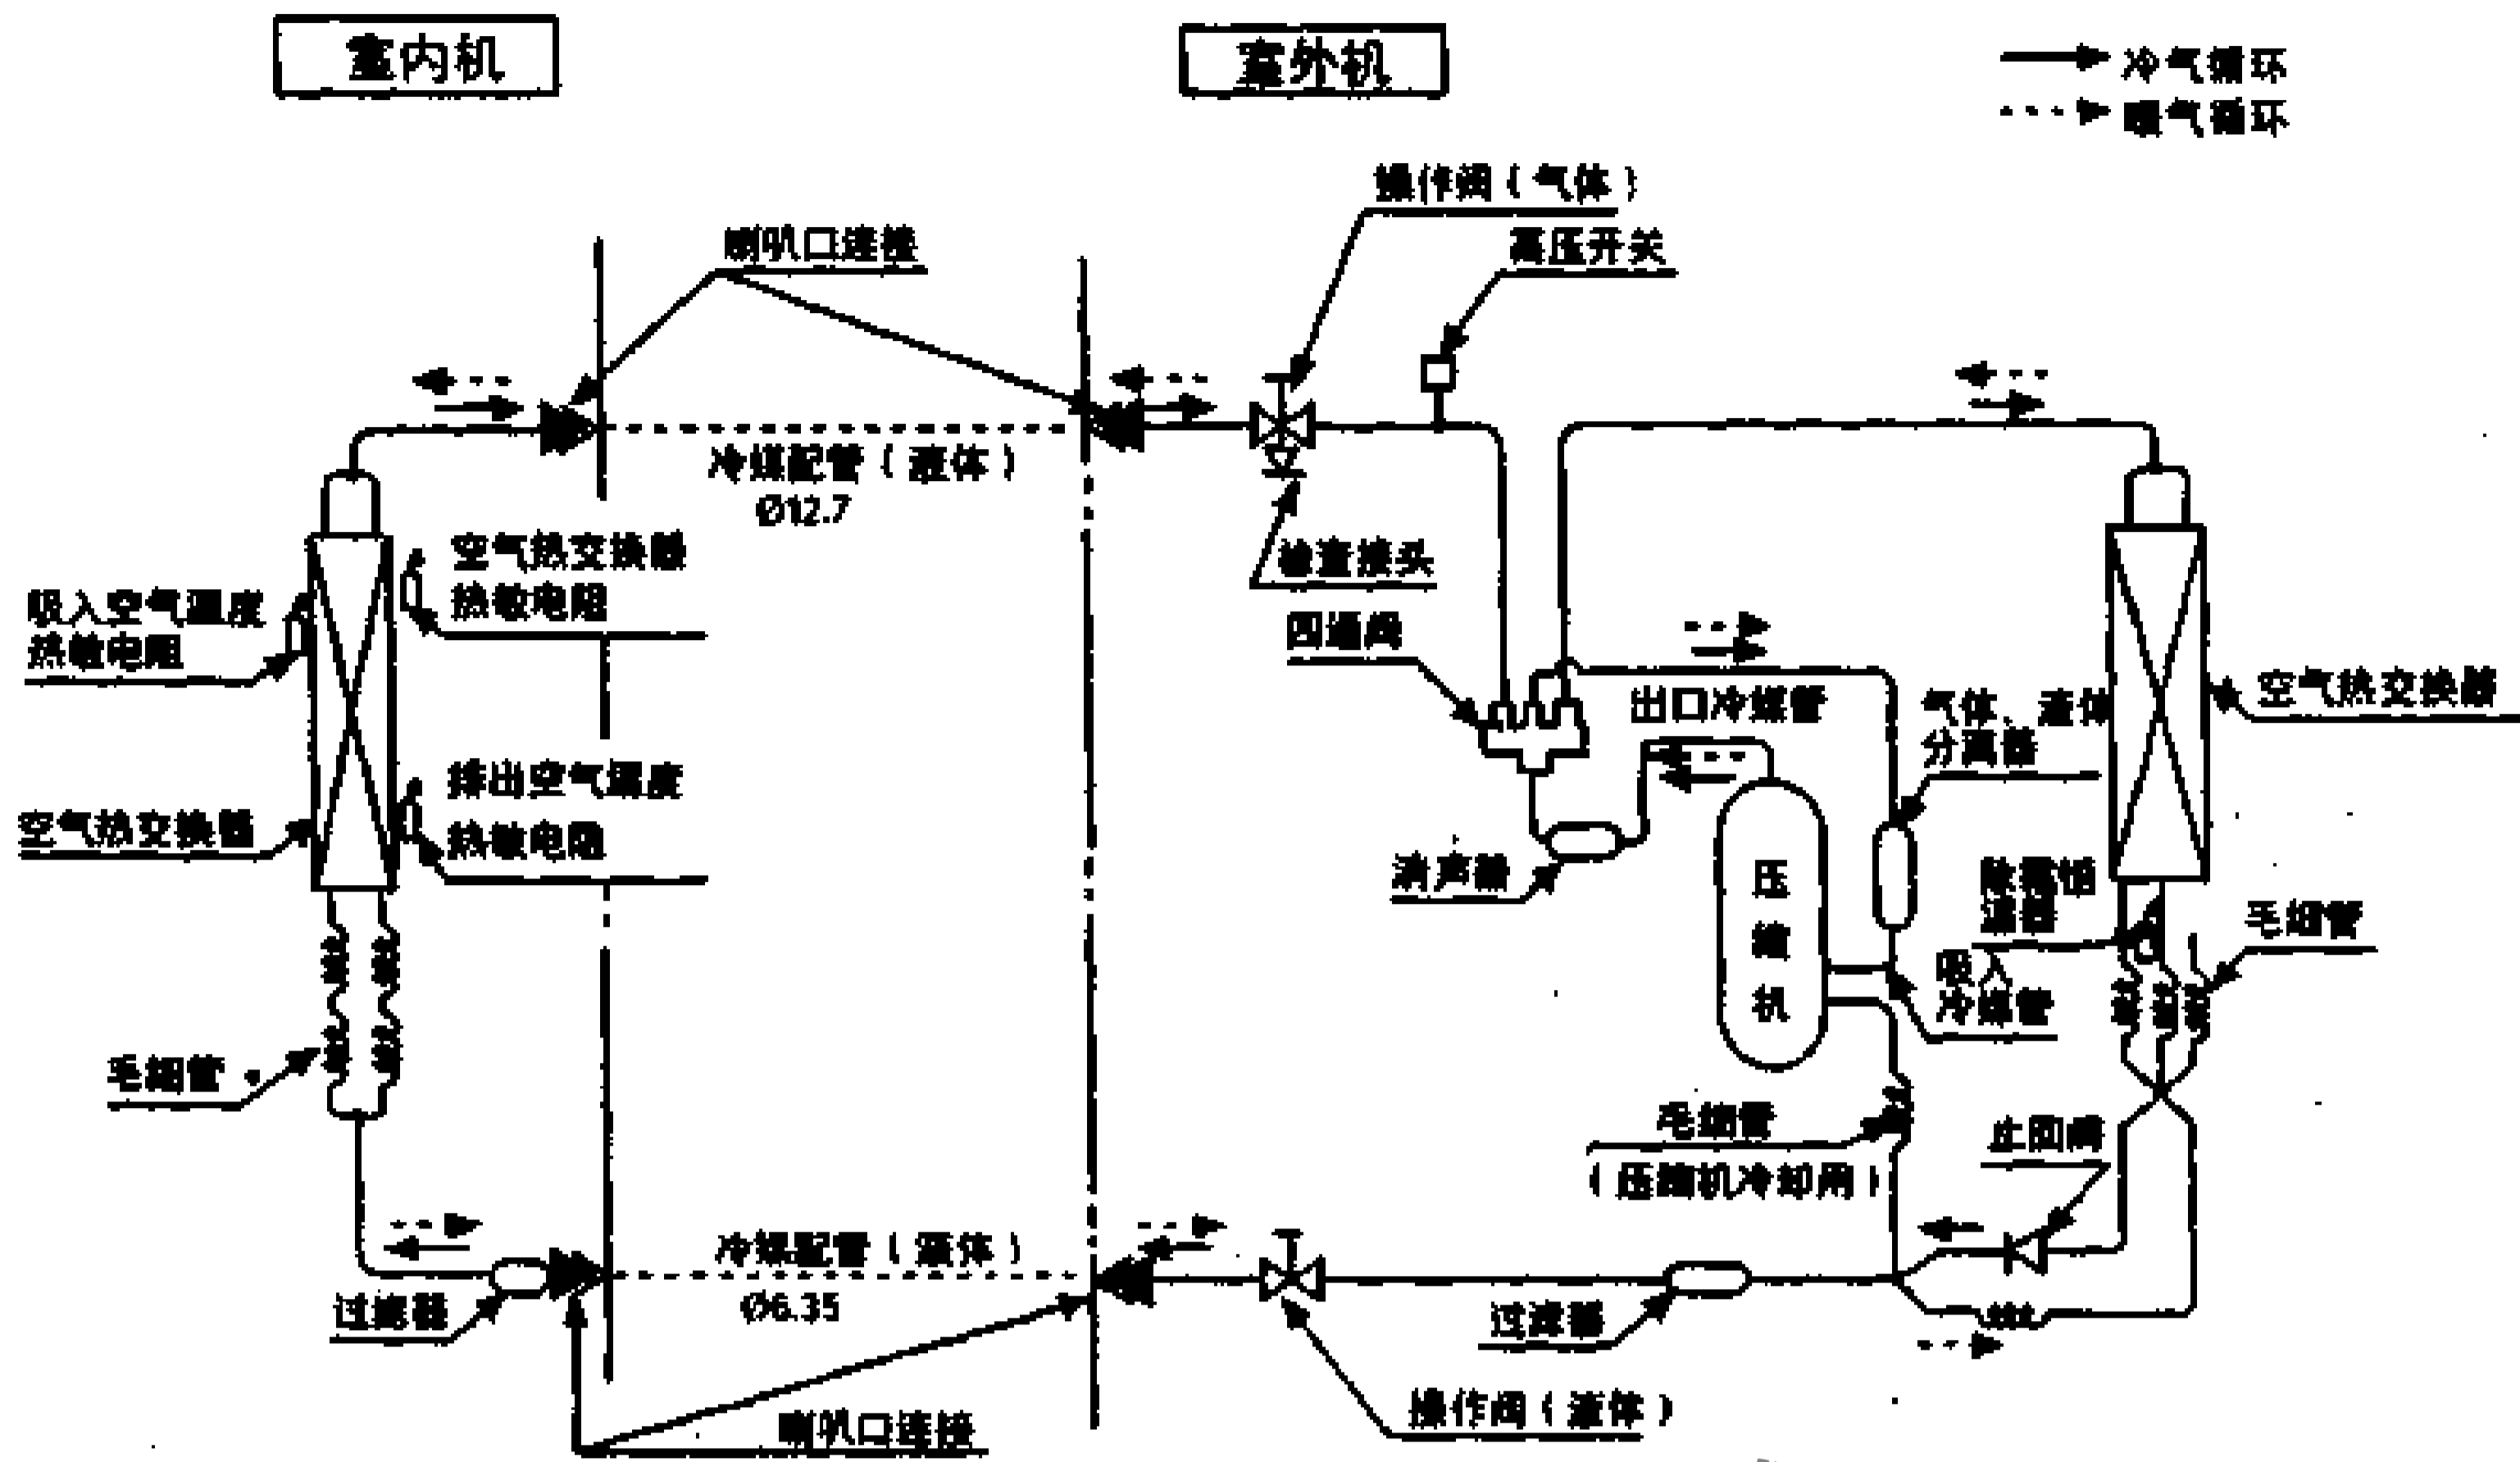 室内机
室外机
冷气循环
暖气循环
操作阀(气体)
喇叭口连接
高压开关
冷媒配管(液体)
Ø12.7
空气热交换器
热敏电阻
检查接头
吸入空气温度
热敏电阻
四通阀
出口冷媒管
气体、液体
分离器
空气热交换器
排出空气温度
热敏电阻
空气热交换器
消声器
压缩机
毛细管
吸入
冷媒管
毛细管
毛细管
(压缩机冷却用)
止回阀
冷媒配管(液体)
Ø6.35
过滤器
过滤器
操作阀(液体)
喇叭口连接